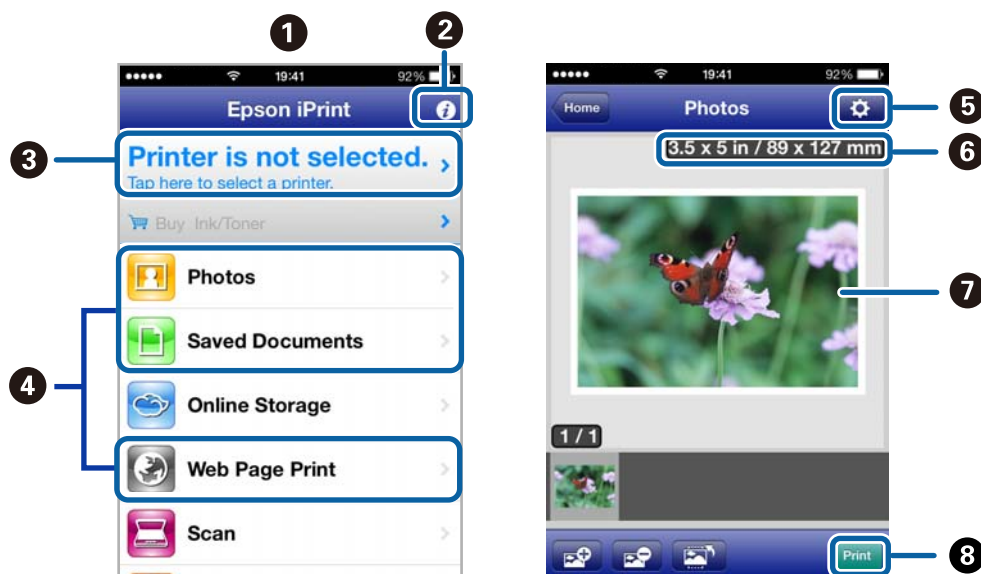 1
2
19:41 92%
Epson iPrint
3
Printer is not selected.
Tap here to select a printer.
Buy Ink/Toner
Photos
Saved Documents
4
Online Storage
Web Page Print
Scan
19:41 92%
Home Photos
5
3.5 x 5 in / 89 x 127 mm
6
7
1 / 1
Print
8